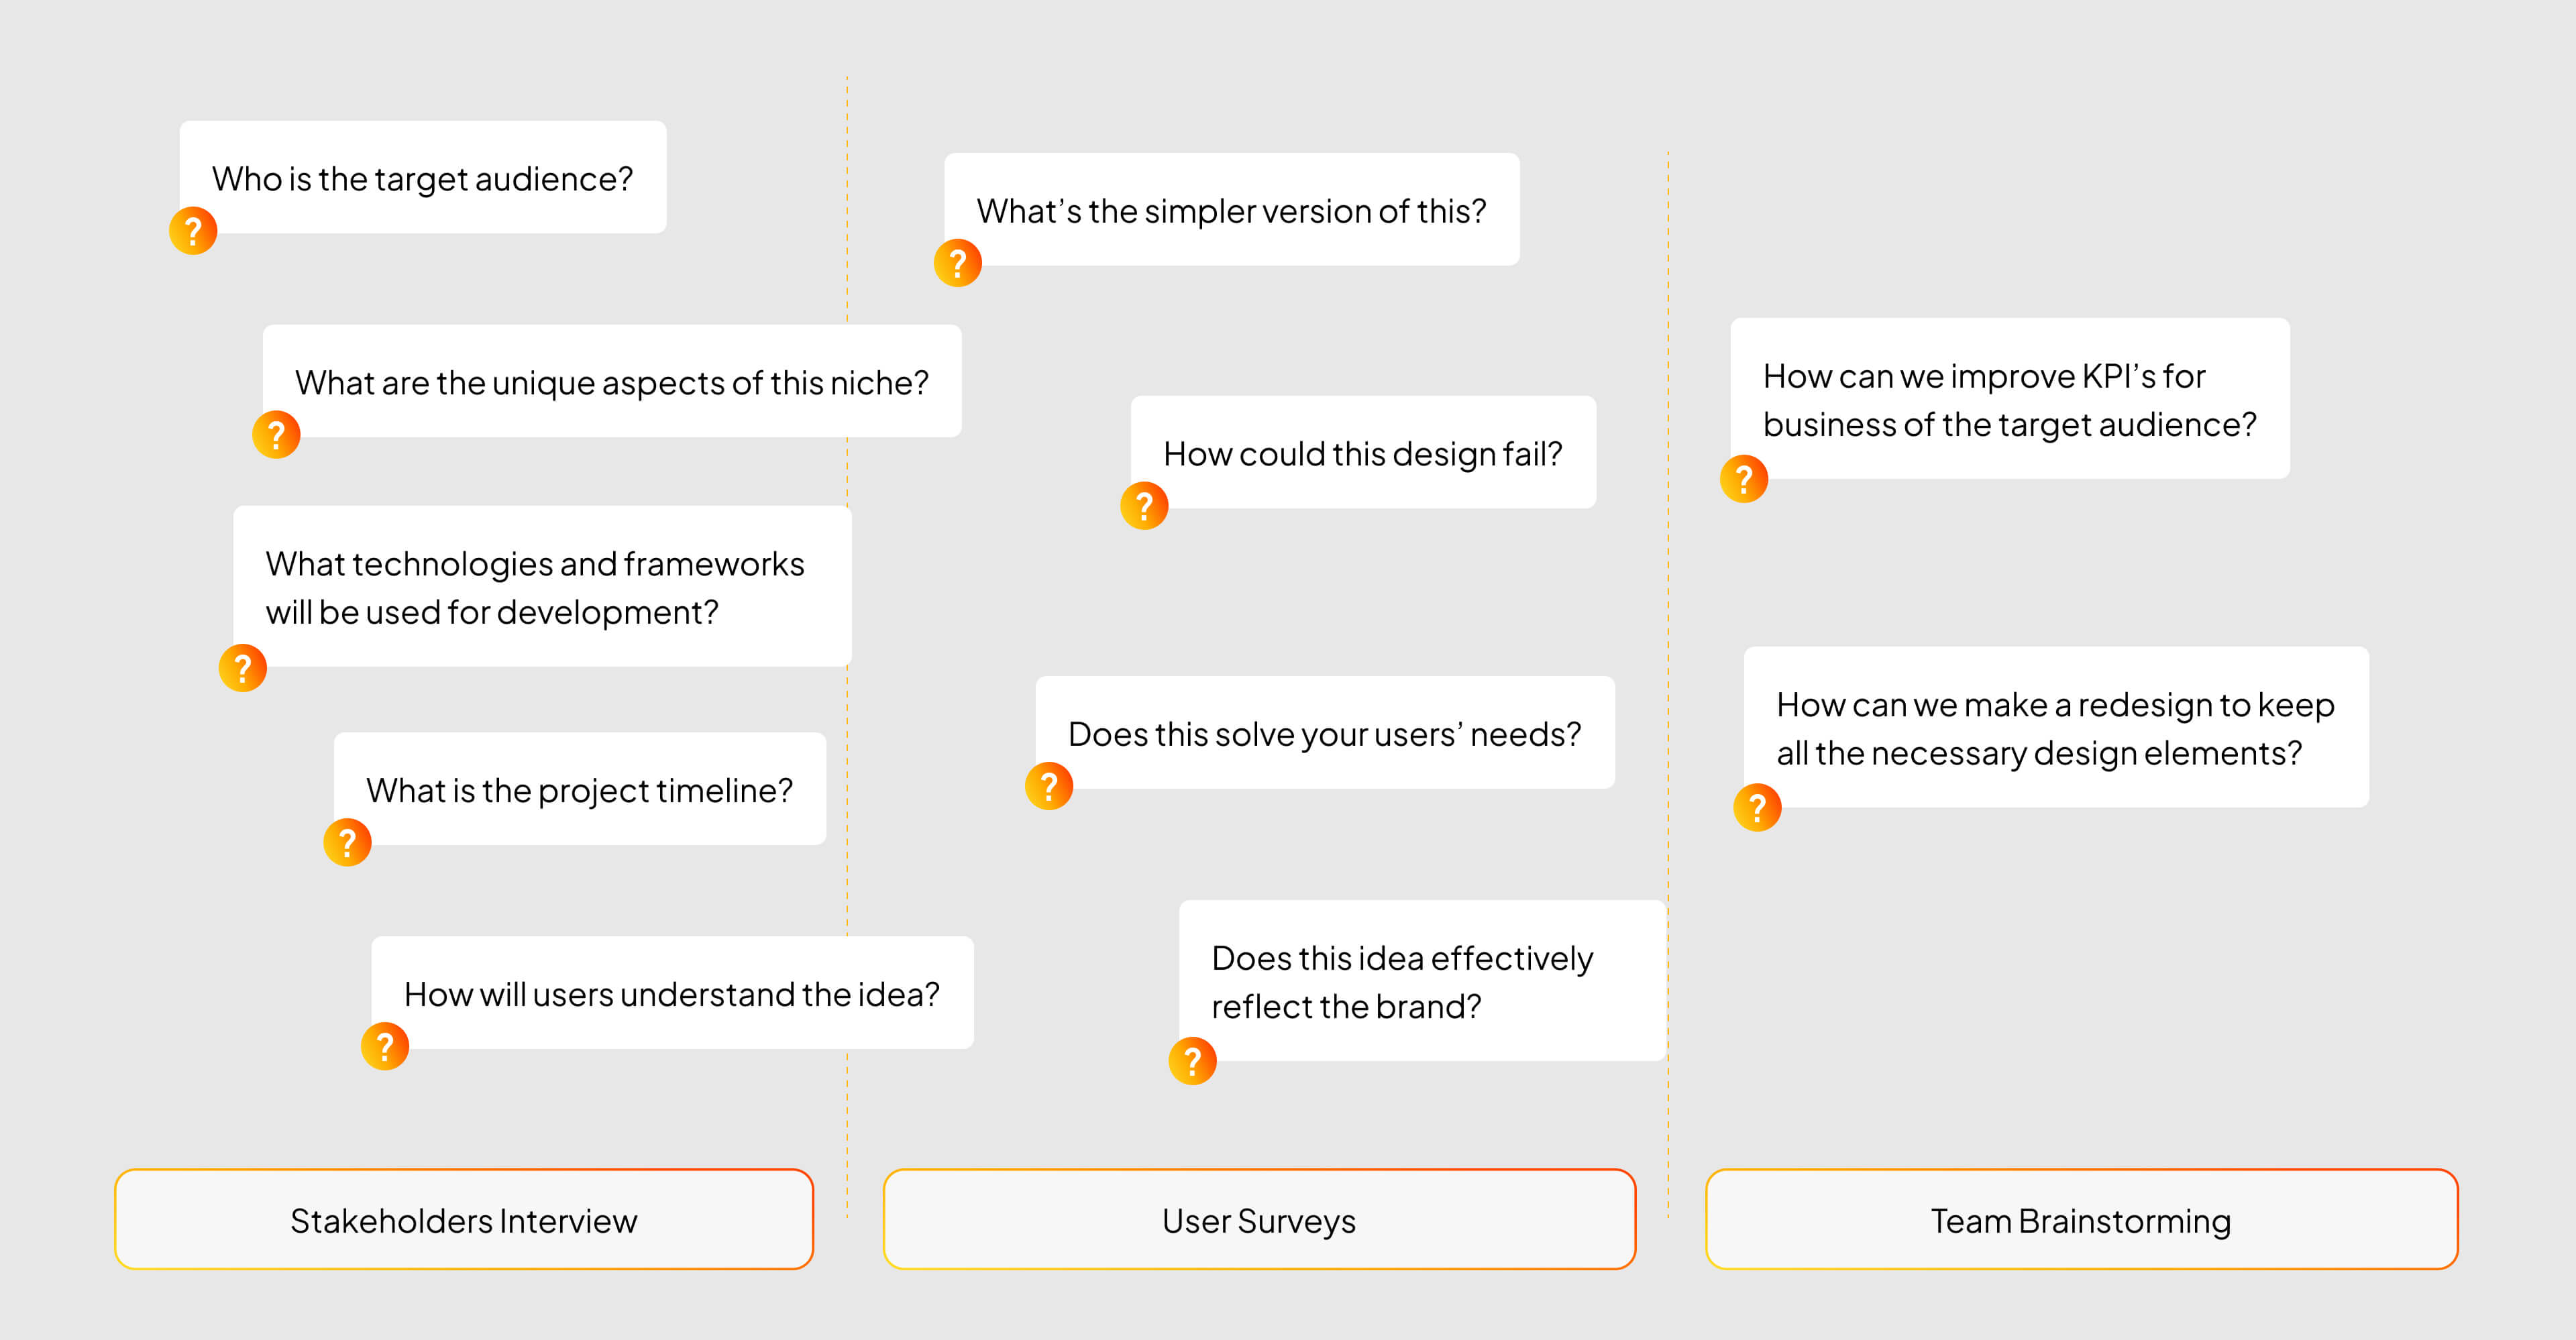 Who is the target audience?
?
What are the unique aspects of this niche?
?
What technologies and frameworks
will be used for development?
?
What is the project timeline?
?
How will users understand the idea?
?
Stakeholders Interview
What’s the simpler version of this?
?
How could this design fail?
?
Does this solve your users’ needs?
?
Does this idea effectively
reflect the brand?
?
User Surveys
How can we improve KPI’s for
business of the target audience?
?
How can we make a redesign to keep
all the necessary design elements?
?
Team Brainstorming